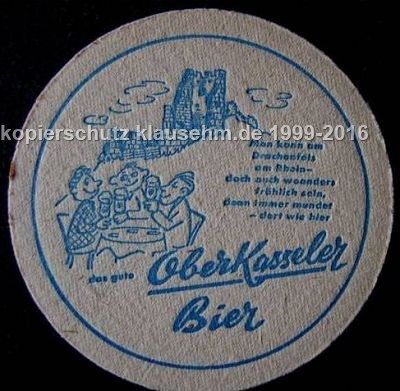 kopierschutz klausehm.de 1999-2016
Man kann am
Drachenfels
am Rhein-
doch auch woanders
fröhlich sein,
denn immer mundet
- dort wie hier
das gute
OberKasseler
Bier